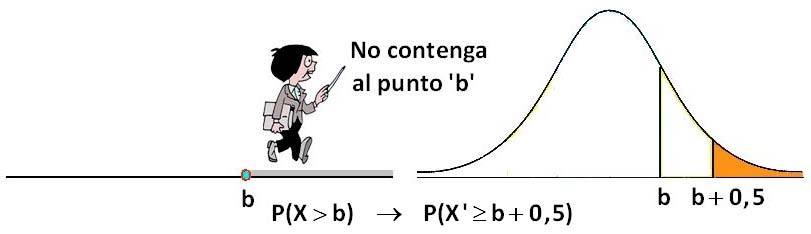 No contenga
al punto 'b'
b
b
b + 0,5
P(X > b) → P(X' ≥ b + 0,5)